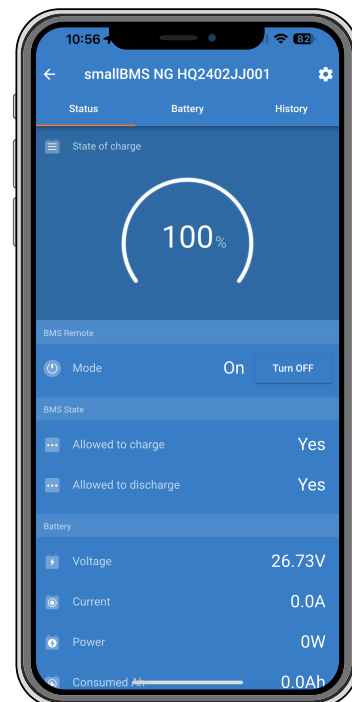 10:56 82
smallBMS NG HQ2402JJ001
Status Battery History
State of charge
100%
BMS Remote
Mode On Turn OFF
BMS State
Allowed to charge Yes
Allowed to discharge Yes
Battery
Voltage 26.73V
Current 0.0A
Power 0W
Consumed Ah 0.0Ah